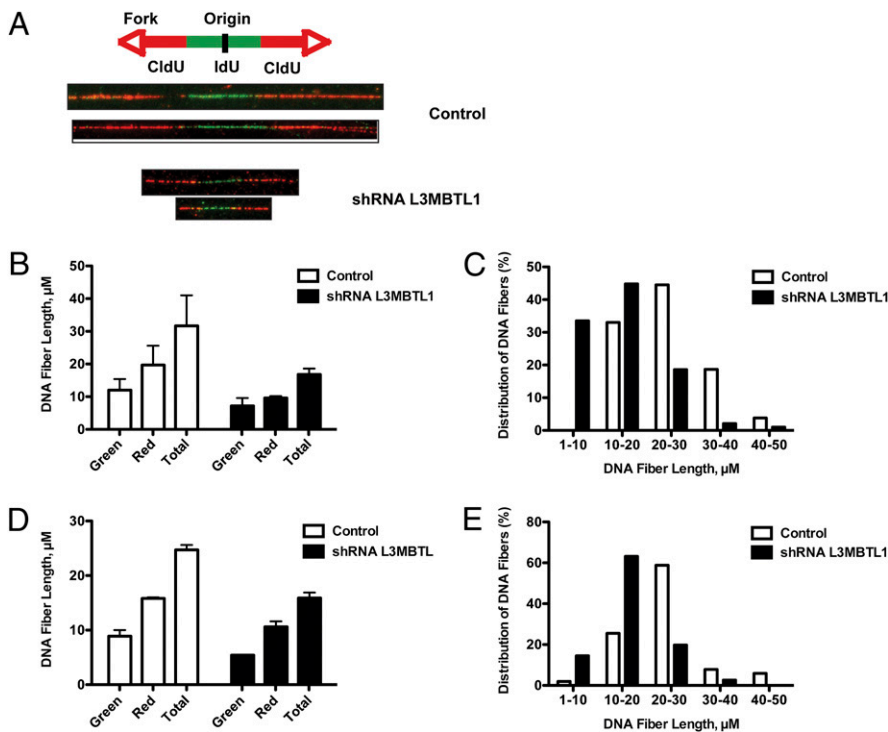 A
Fork Origin
CldU IdU CldU
Control
shRNA L3MBTL1
B
DNA Fiber Length, µM
50
40
30
20
10
0
Control
shRNA L3MBTL1
Green Red Total Green Red Total
C
Distribution of DNA Fibers (%)
50
40
30
20
10
0
Control
shRNA L3MBTL1
1-10 10-20 20-30 30-40 40-50
DNA Fiber Length, µM
D
DNA Fiber Length, µM
30
20
10
0
Control
shRNA L3MBTL
Green Red Total Green Red Total
E
Distribution of DNA Fibers (%)
80
60
40
20
0
Control
shRNA L3MBTL1
1-10 10-20 20-30 30-40 40-50
DNA Fiber Length, µM